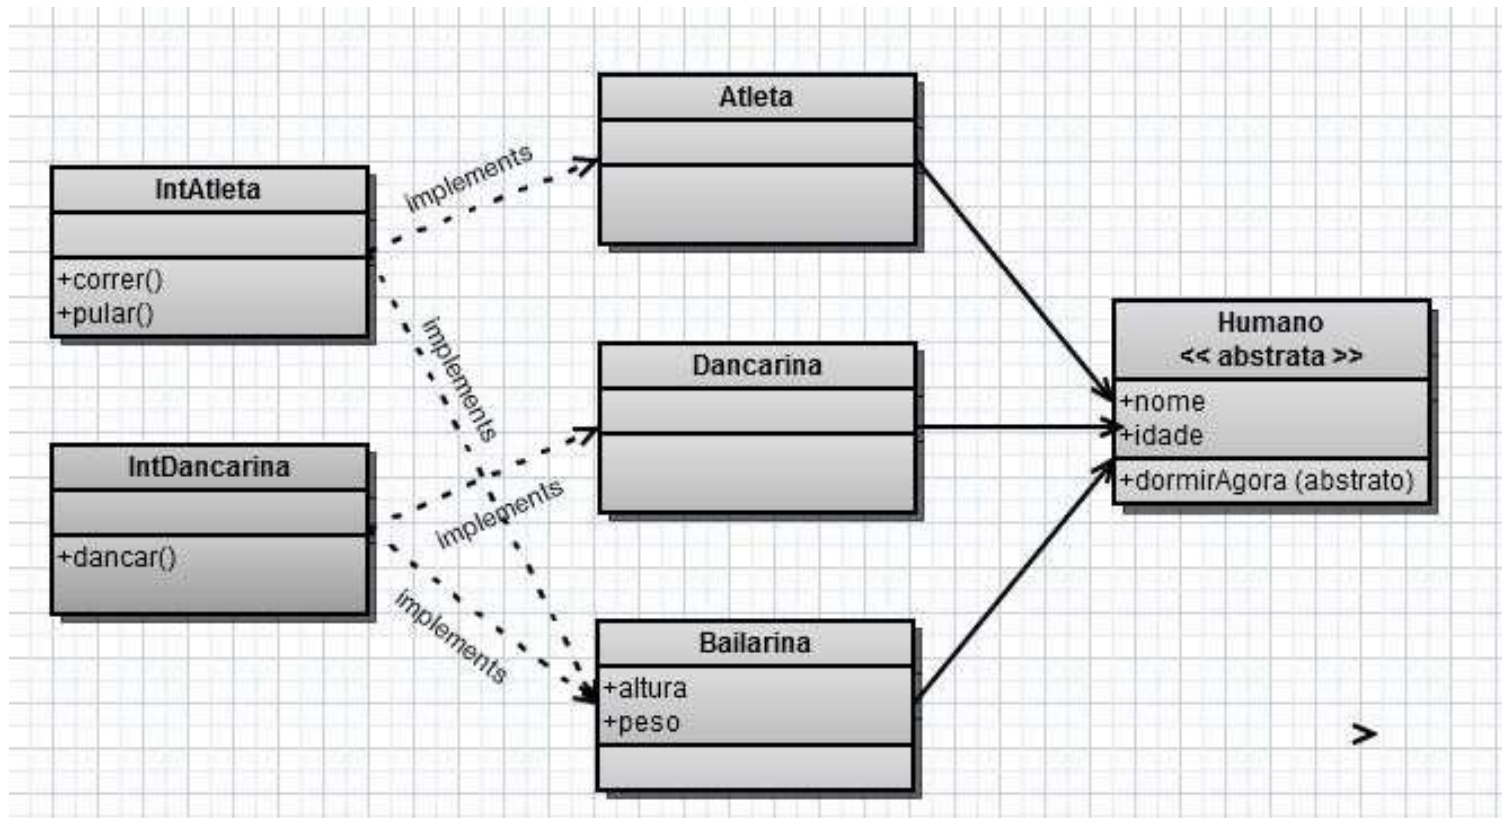 Atleta
implements
IntAtleta
+correr()
+pular()
implements
Humano
<< abstrata >>
+nome
+idade
+dormirAgora (abstrato)
Dancarina
IntDancarina
+dancar()
implements
implements
Bailarina
+altura
+peso
>